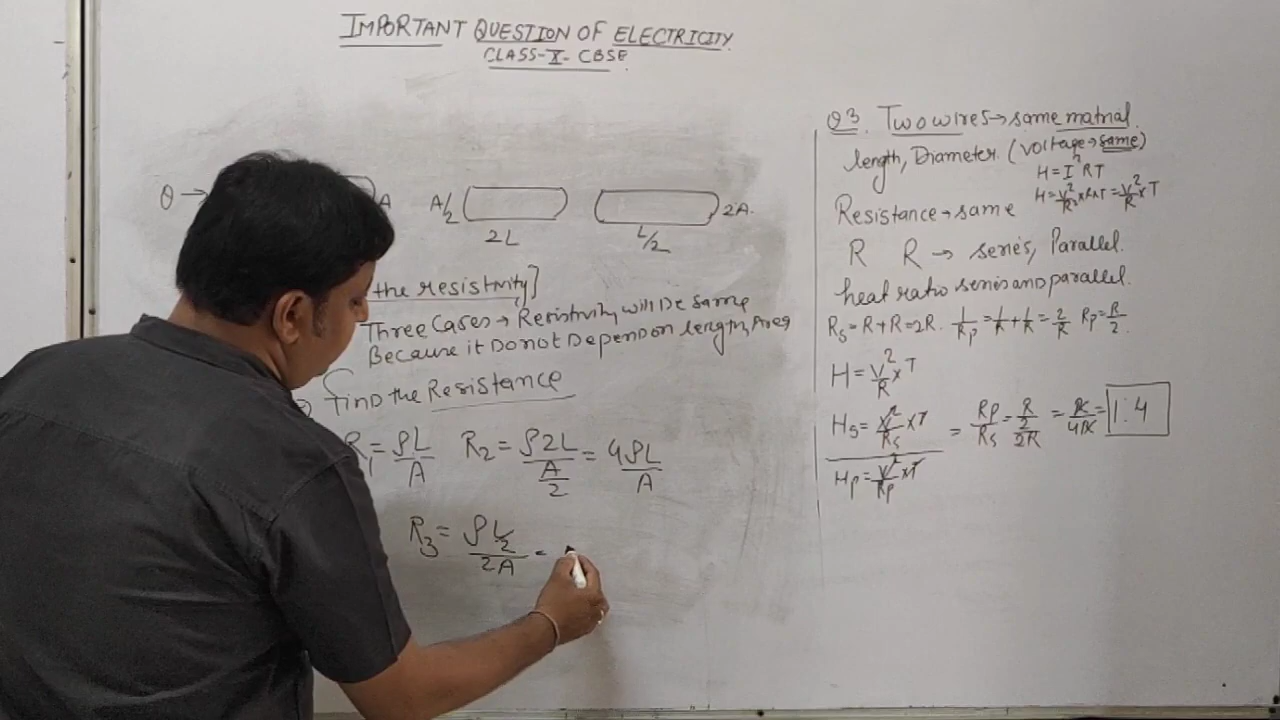 IMPORTANT QUESTION OF ELECTRICITY
CLASS-X-CBSE
Q → A A/2 2A.
2L L/2
the resistivity]
Three Cases → Resistivity will be same
Because it Do not Depend on length, Area
Find the Resistance
R₁ = ρL/A R₂ = ρ2L/(A/2) = 4ρL/A
R₃ = ρL/2/2A =
Q3. Two wires → same matrial.
length, Diameter. (voltage → same)
H = I² RT
H = V²/R² x R x T = V²/R x T
Resistance → same
R R → series, Parallel.
heat ratio series and parallel.
Rs = R + R = 2R. 1/Rp = 1/R + 1/R = 2/R Rp = R/2.
H = V²/R x T
Hs = V²/Rs x T = Rp/Rs = (R/2)/2R = R/4R = 1:4
Hp = V²/Rp x T